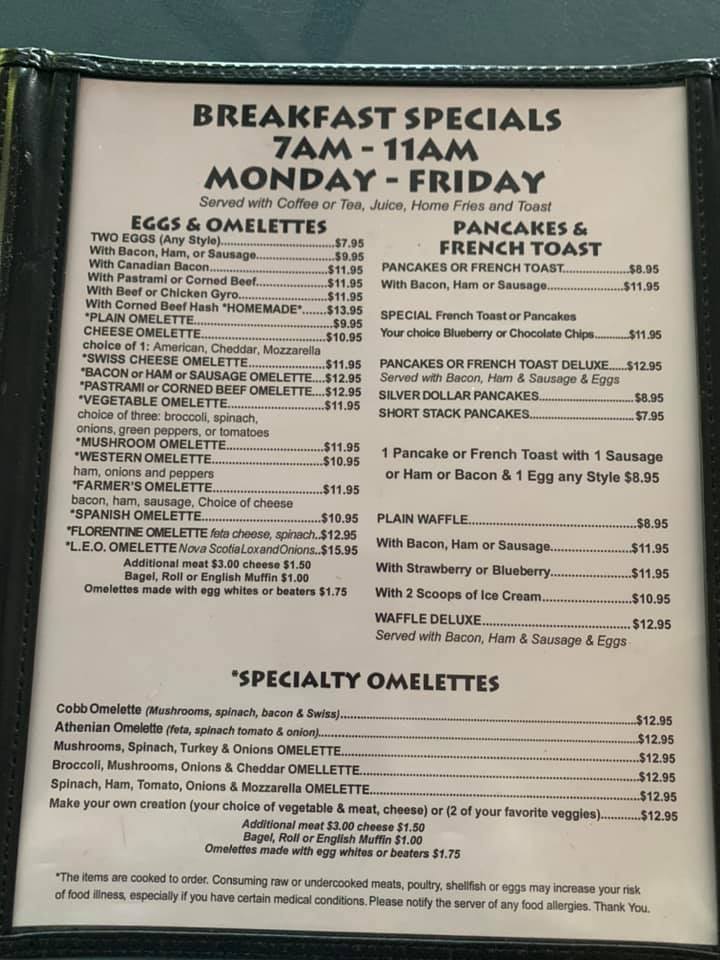 BREAKFAST SPECIALS
7AM - 11AM
MONDAY - FRIDAY
Served with Coffee or Tea, Juice, Home Fries and Toast
EGGS & OMELETTES
TWO EGGS (Any Style)....................$7.95
With Bacon, Ham, or Sausage..............$9.95
With Canadian Bacon......................$11.95
With Pastrami or Corned Beef.............$11.95
With Beef or Chicken Gyro................$11.95
With Corned Beef Hash *HOMEMADE*......$13.95
*PLAIN OMELETTE..........................$9.95
CHEESE OMELETTE..........................$10.95
choice of 1: American, Cheddar, Mozzarella
*SWISS CHEESE OMELETTE...................$11.95
*BACON or HAM or SAUSAGE OMELETTE....$12.95
*PASTRAMI or CORNED BEEF OMELETTE....$12.95
*VEGETABLE OMELETTE......................$11.95
choice of three: broccoli, spinach,
onions, green peppers, or tomatoes
*MUSHROOM OMELETTE.......................$11.95
*WESTERN OMELETTE........................$10.95
ham, onions and peppers
*FARMER'S OMELETTE.......................$11.95
bacon, ham, sausage, Choice of cheese
*SPANISH OMELETTE........................$10.95
*FLORENTINE OMELETTE feta cheese, spinach..$12.95
*L.E.O. OMELETTE Nova Scotia Lox and Onions..$15.95
Additional meat $3.00 cheese $1.50
Bagel, Roll or English Muffin $1.00
Omelettes made with egg whites or beaters $1.75
PANCAKES &
FRENCH TOAST
PANCAKES OR FRENCH TOAST................$8.95
With Bacon, Ham or Sausage...................$11.95
SPECIAL French Toast or Pancakes
Your choice Blueberry or Chocolate Chips..........$11.95
PANCAKES OR FRENCH TOAST DELUXE.....$12.95
Served with Bacon, Ham & Sausage & Eggs
SILVER DOLLAR PANCAKES........................$8.95
SHORT STACK PANCAKES...........................$7.95
1 Pancake or French Toast with 1 Sausage
or Ham or Bacon & 1 Egg any Style $8.95
PLAIN WAFFLE..........................................$8.95
With Bacon, Ham or Sausage....................$11.95
With Strawberry or Blueberry....................$11.95
With 2 Scoops of Ice Cream......................$10.95
WAFFLE DELUXE.....................................$12.95
Served with Bacon, Ham & Sausage & Eggs
*SPECIALTY OMELETTES
Cobb Omelette (Mushrooms, spinach, bacon & Swiss)..............................$12.95
Athenian Omelette (feta, spinach tomato & onion)..................................$12.95
Mushrooms, Spinach, Turkey & Onions OMELETTE..............................$12.95
Broccoli, Mushrooms, Onions & Cheddar OMELLETTE...........................$12.95
Spinach, Ham, Tomato, Onions & Mozzarella OMELETTE..........................$12.95
Make your own creation (your choice of vegetable & meat, cheese) or (2 of your favorite veggies)...........$12.95
Additional meat $3.00 cheese $1.50
Bagel, Roll or English Muffin $1.00
Omelettes made with egg whites or beaters $1.75
*The items are cooked to order. Consuming raw or undercooked meats, poultry, shellfish or eggs may increase your risk
of food illness, especially if you have certain medical conditions. Please notify the server of any food allergies. Thank You.